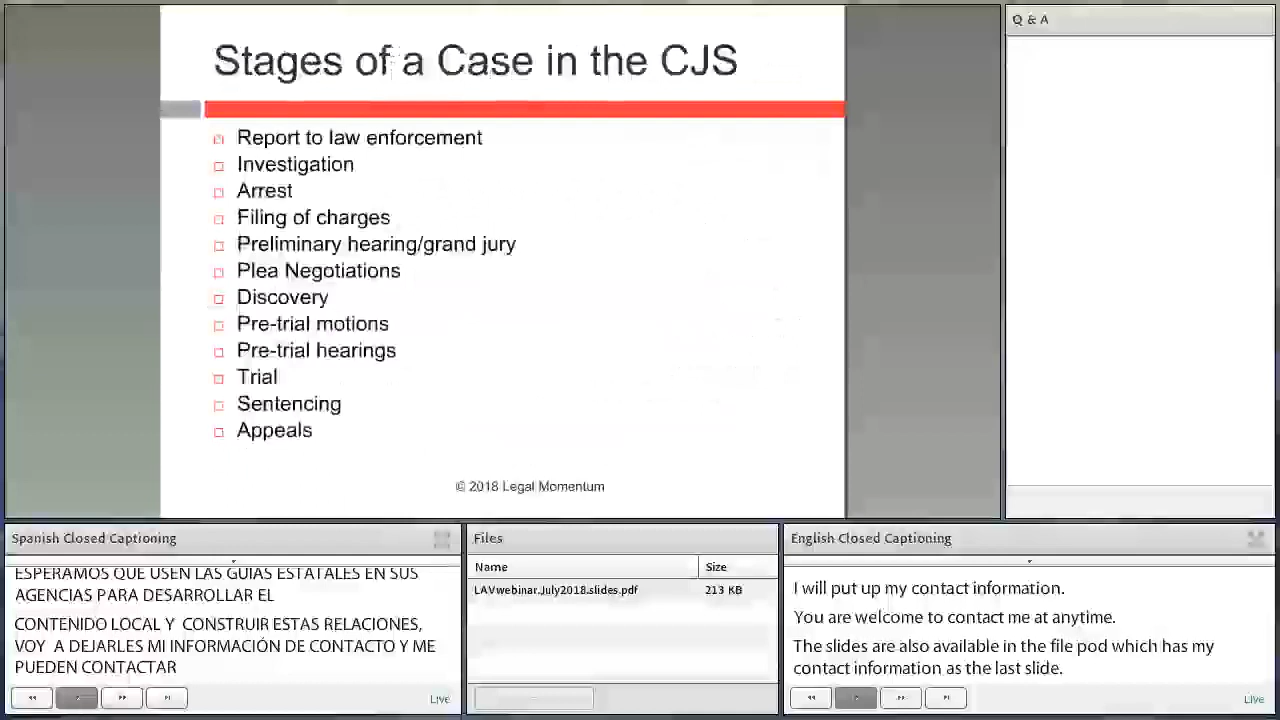 Stages of a Case in the CJS
Report to law enforcement
Investigation
Arrest
Filing of charges
Preliminary hearing/grand jury
Plea Negotiations
Discovery
Pre-trial motions
Pre-trial hearings
Trial
Sentencing
Appeals
© 2018 Legal Momentum
Q & A
Spanish Closed Captioning
ESPERAMOS QUE USEN LAS GUIAS ESTATALES EN SUS
AGENCIAS PARA DESARROLLAR EL
CONTENIDO LOCAL Y CONSTRUIR ESTAS RELACIONES,
VOY A DEJARLES MI INFORMACIÓN DE CONTACTO Y ME
PUEDEN CONTACTAR
Live
Files
Name Size
LAVwebinar.July2018.slides.pdf 213 KB
English Closed Captioning
I will put up my contact information.
You are welcome to contact me at anytime.
The slides are also available in the file pod which has my
contact information as the last slide.
Live